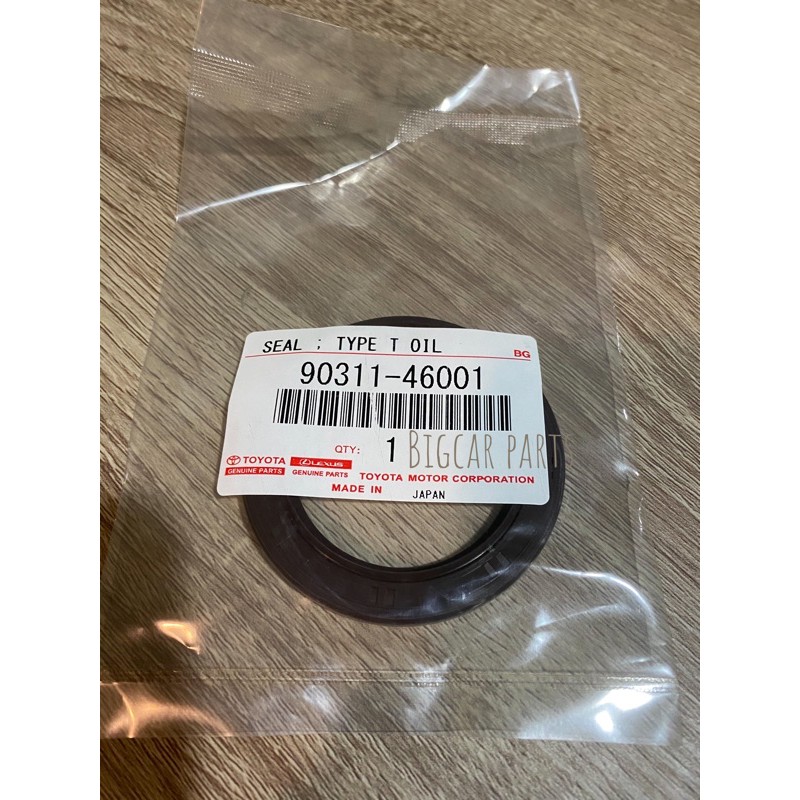 SEAL ; TYPE T OIL
BG
90311-46001
QTY: 1
BIGCAR PART
TOYOTA LEXUS
GENUINE PARTS GENUINE PARTS
TOYOTA MOTOR CORPORATION
MADE IN JAPAN